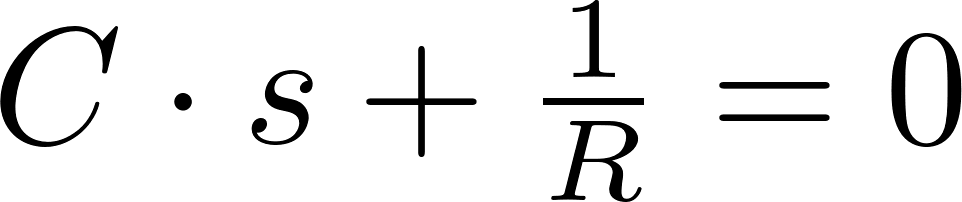 C · s + 1/R = 0